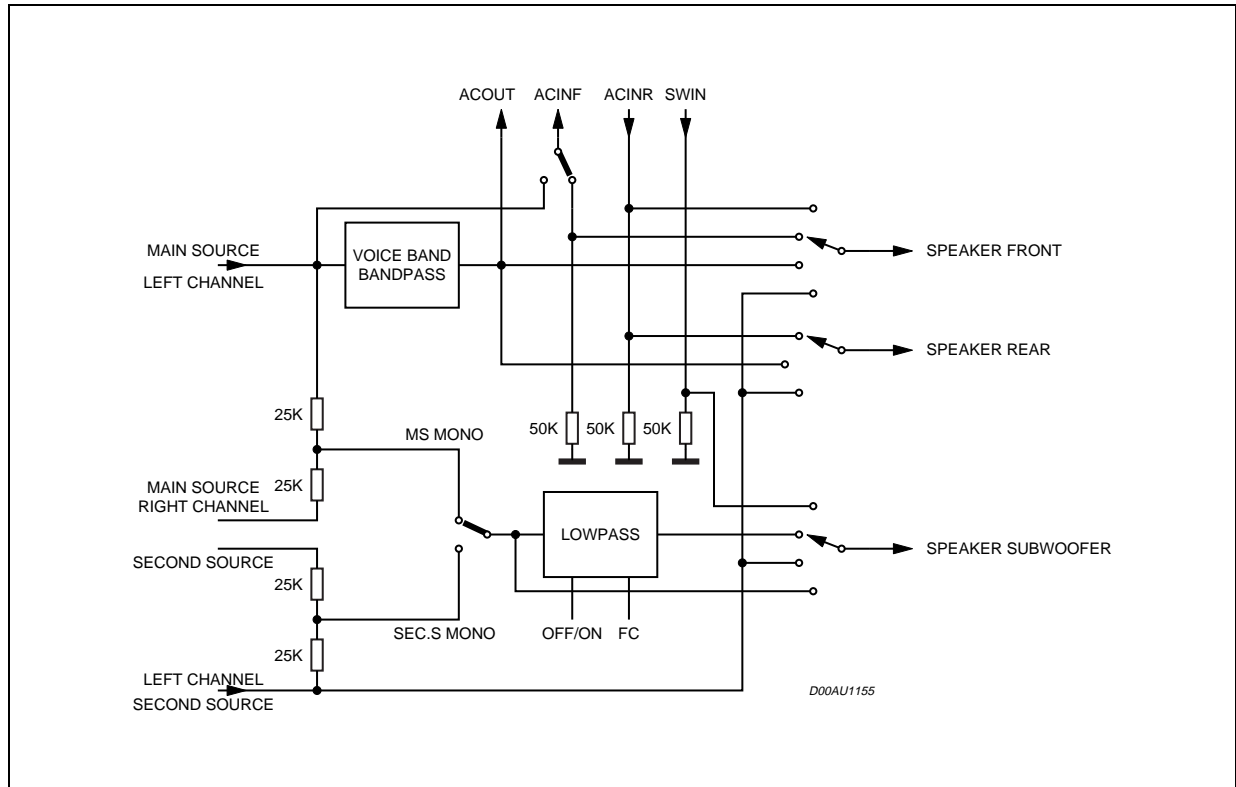 ACOUT ACINF ACINR SWIN
MAIN SOURCE
LEFT CHANNEL
VOICE BAND
BANDPASS
SPEAKER FRONT
SPEAKER REAR
25K
MS MONO
50K 50K 50K
MAIN SOURCE
RIGHT CHANNEL
25K
LOWPASS
SPEAKER SUBWOOFER
SECOND SOURCE
25K
SEC.S MONO
OFF/ON FC
25K
LEFT CHANNEL
SECOND SOURCE
D00AU1155